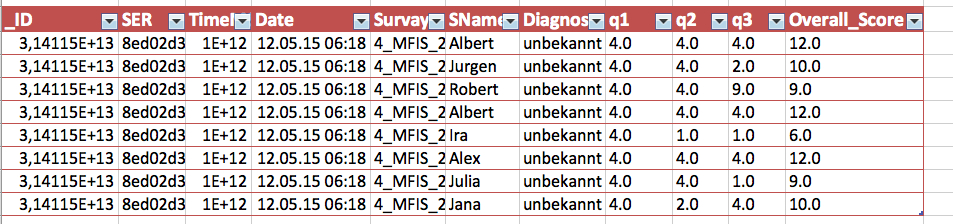 _ID SER TimeI Date Survay SName Diagnos q1 q2 q3 Overall_Score
3,14115E+13 8ed02d3 1E+12 12.05.15 06:18 4_MFIS_2 Albert unbekannt 4.0 4.0 4.0 12.0
3,14115E+13 8ed02d3 1E+12 12.05.15 06:18 4_MFIS_2 Jurgen unbekannt 4.0 4.0 2.0 10.0
3,14115E+13 8ed02d3 1E+12 12.05.15 06:18 4_MFIS_2 Robert unbekannt 4.0 4.0 9.0 9.0
3,14115E+13 8ed02d3 1E+12 12.05.15 06:18 4_MFIS_2 Albert unbekannt 4.0 4.0 4.0 12.0
3,14115E+13 8ed02d3 1E+12 12.05.15 06:18 4_MFIS_2 Ira unbekannt 4.0 1.0 1.0 6.0
3,14115E+13 8ed02d3 1E+12 12.05.15 06:18 4_MFIS_2 Alex unbekannt 4.0 4.0 4.0 12.0
3,14115E+13 8ed02d3 1E+12 12.05.15 06:18 4_MFIS_2 Julia unbekannt 4.0 4.0 1.0 9.0
3,14115E+13 8ed02d3 1E+12 12.05.15 06:18 4_MFIS_2 Jana unbekannt 4.0 2.0 4.0 10.0